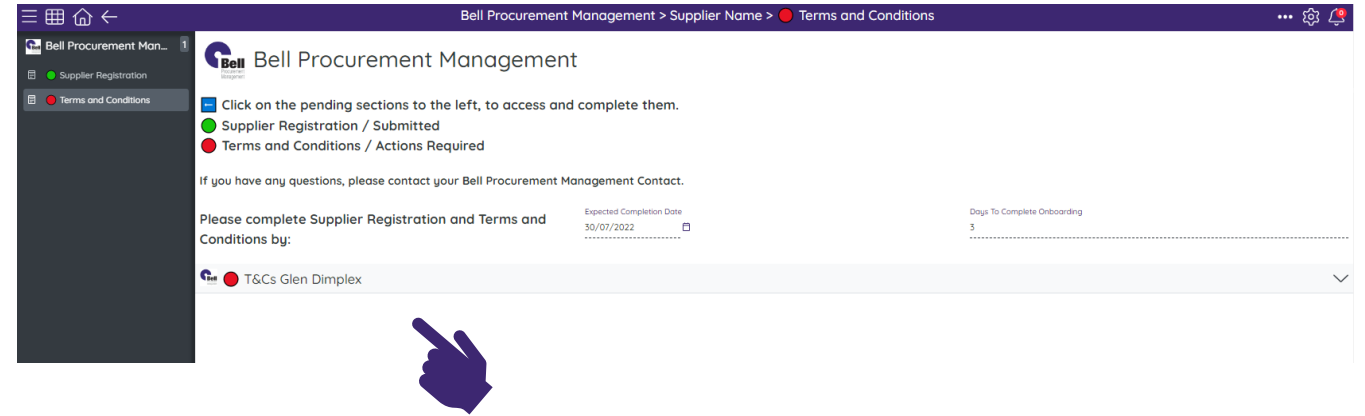 Bell Procurement Management > Supplier Name > Terms and Conditions
Bell Procurement Man... 1
Supplier Registration
Terms and Conditions
Bell
Procurement
Management
Bell Procurement Management
Click on the pending sections to the left, to access and complete them.
Supplier Registration / Submitted
Terms and Conditions / Actions Required
If you have any questions, please contact your Bell Procurement Management Contact.
Please complete Supplier Registration and Terms and
Conditions by:
Expected Completion Date
30/07/2022
Days To Complete Onboarding
3
Bell
T&Cs Glen Dimplex